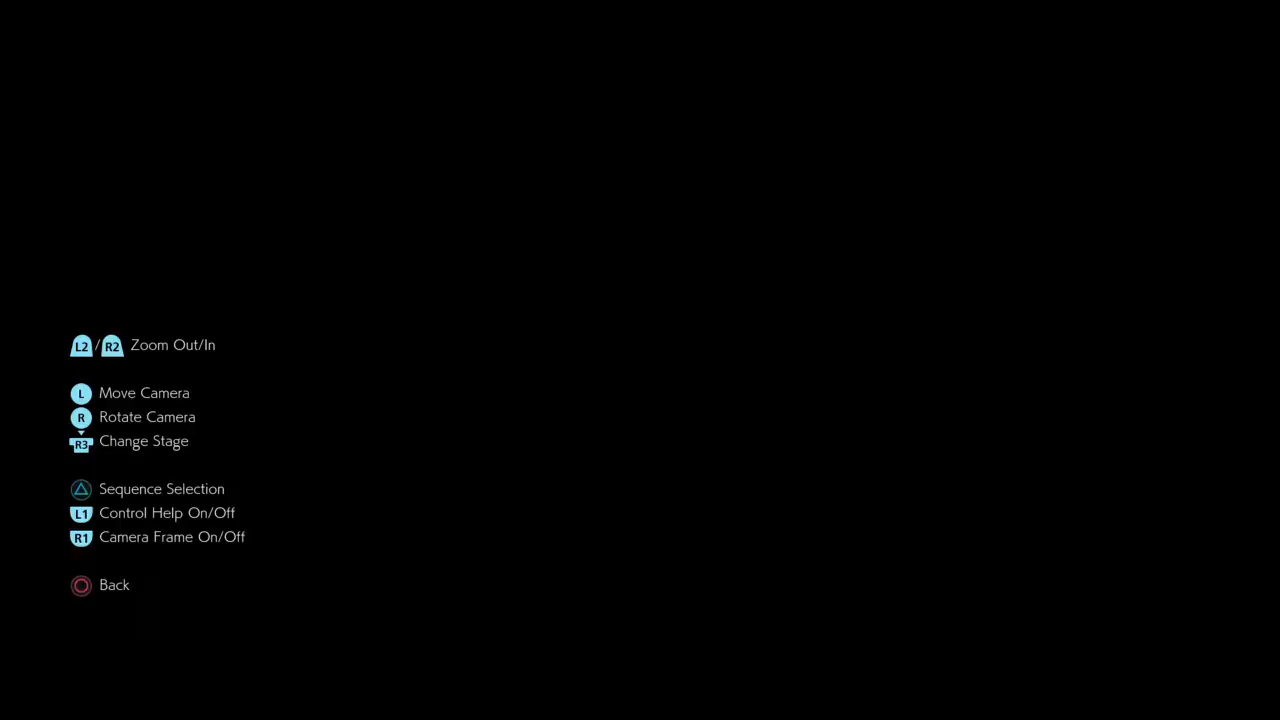 L2 / R2 Zoom Out/In
L Move Camera
R Rotate Camera
R3 Change Stage
Sequence Selection
L1 Control Help On/Off
R1 Camera Frame On/Off
Back